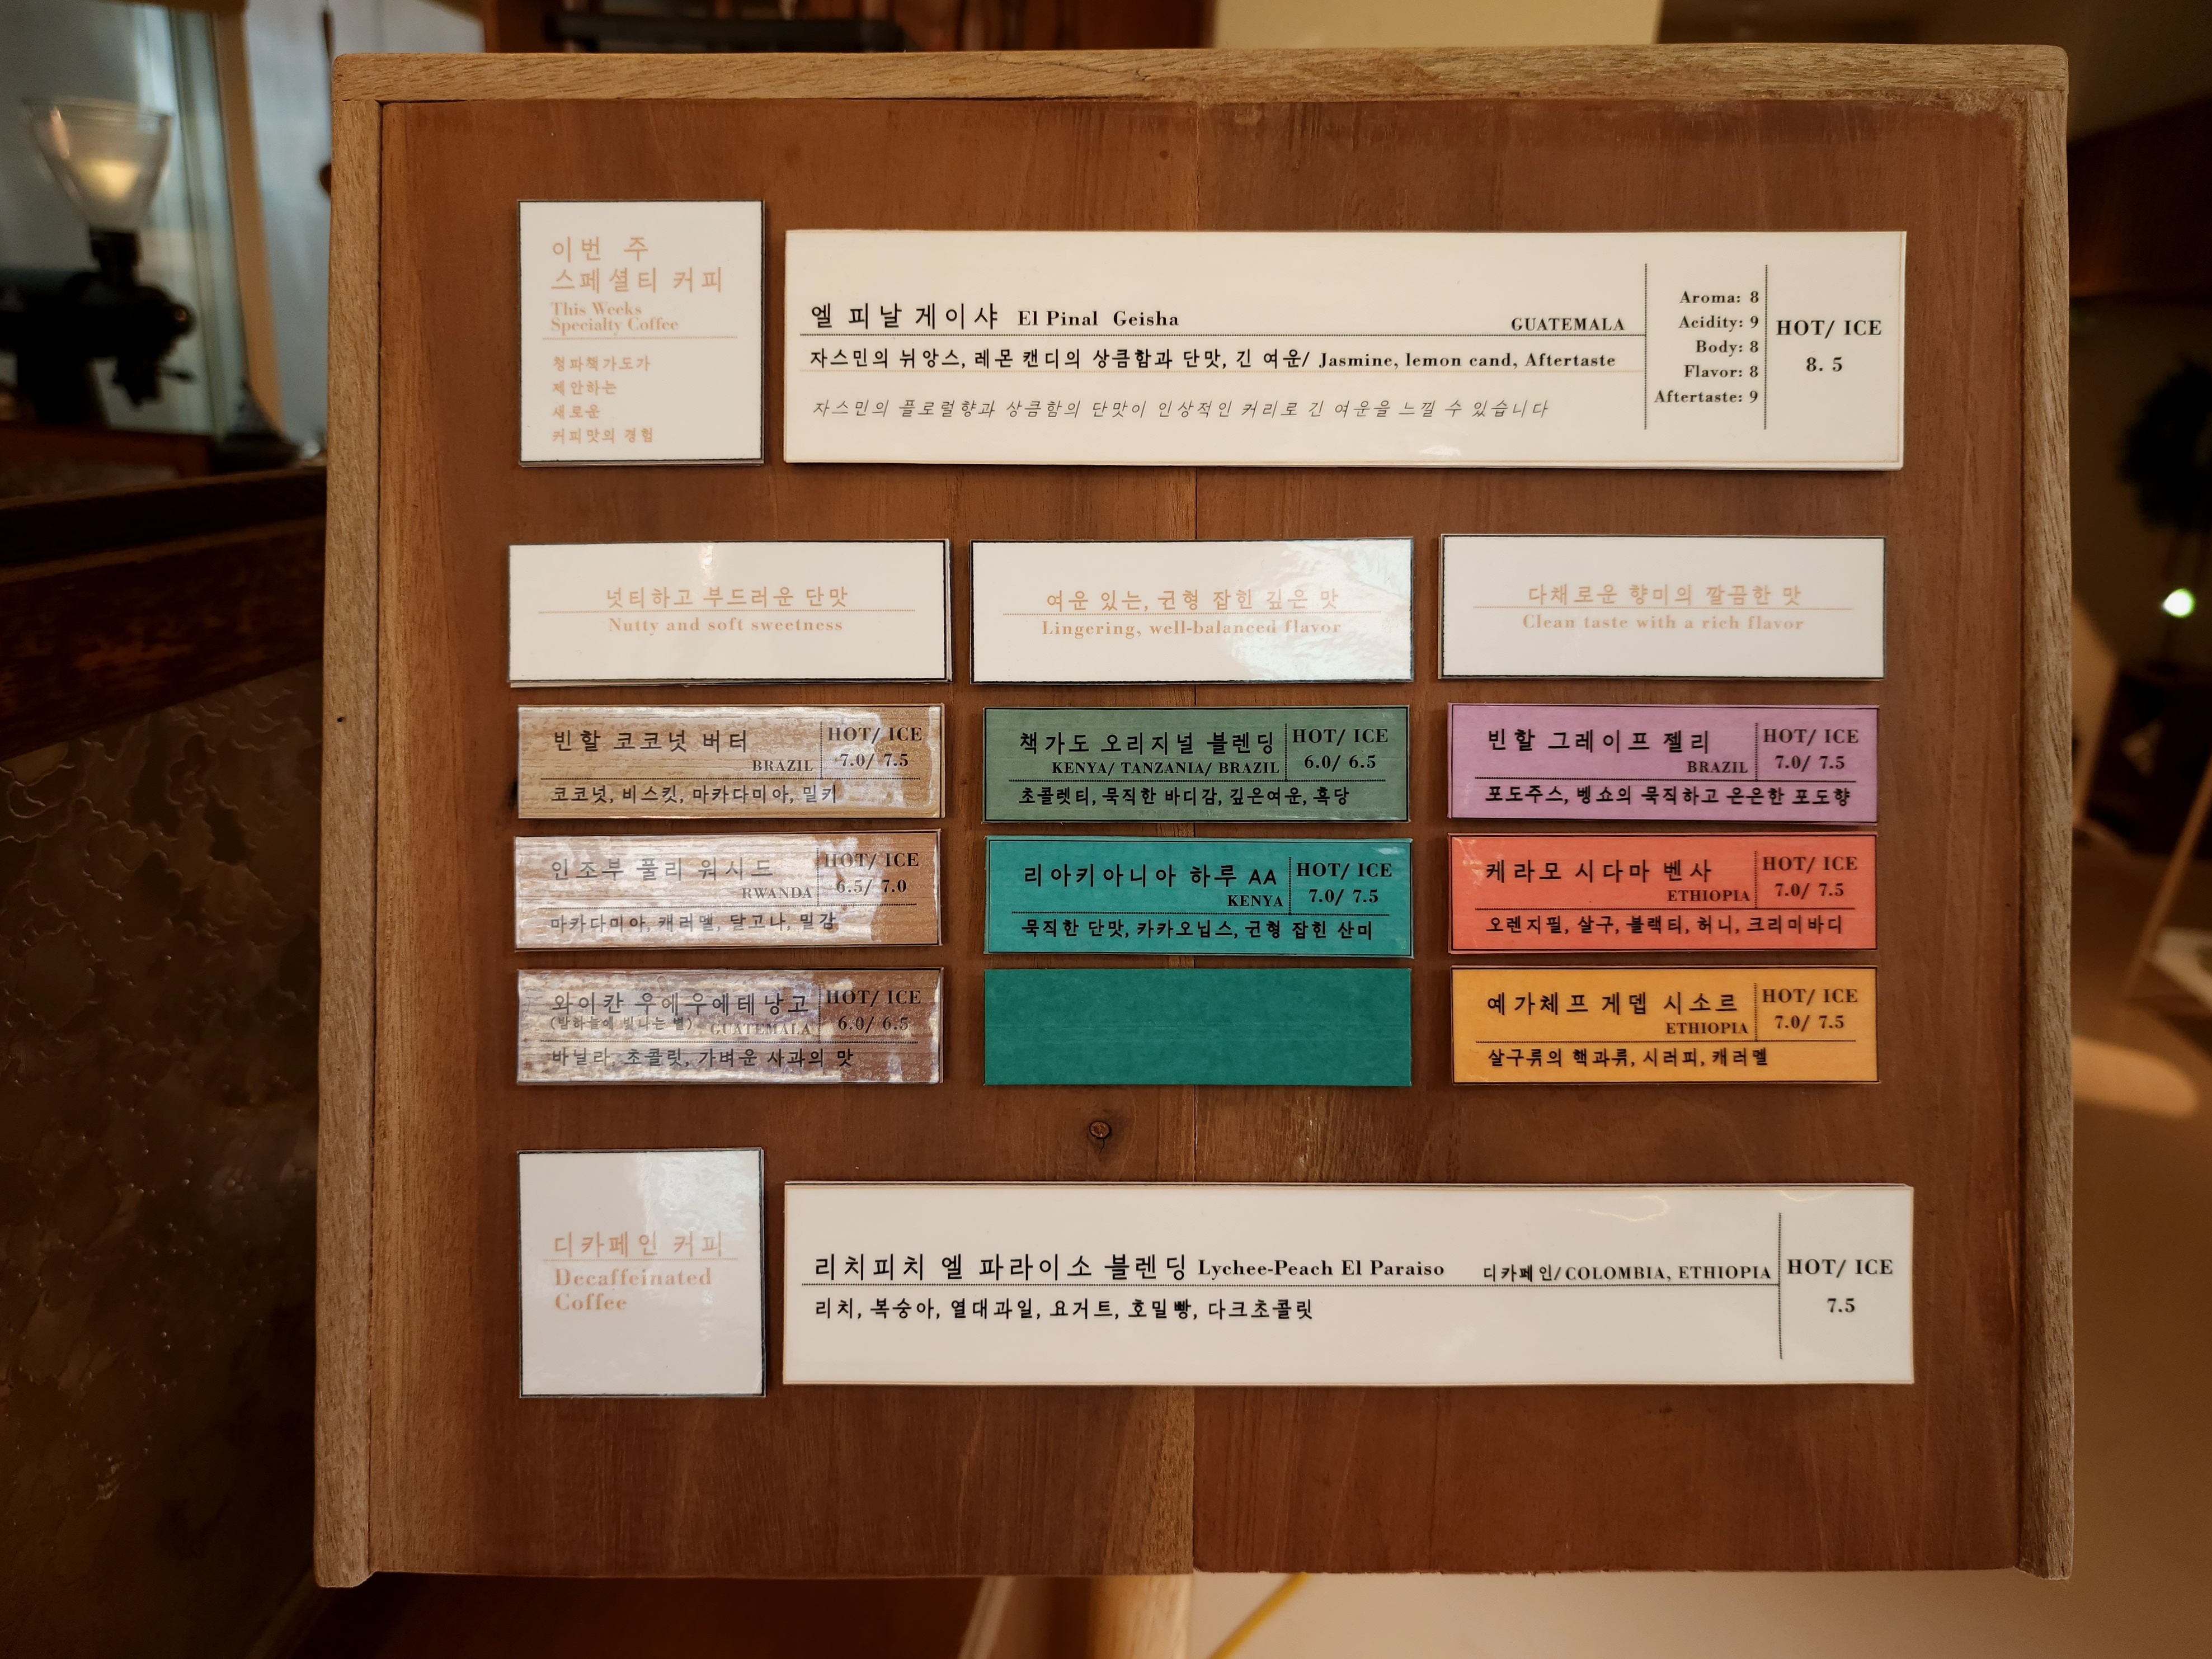 이번 주
스페셜티 커피
This Weeks
Specialty Coffee
청파책가도가
제안하는
새로운
커피맛의 경험
엘 피날 게이샤 El Pinal Geisha GUATEMALA
자스민의 뉘앙스, 레몬 캔디의 상큼함과 단맛, 긴 여운/ Jasmine, lemon cand, Aftertaste
자스민의 플로럴향과 상큼함의 단맛이 인상적인 커리로 긴 여운을 느낄 수 있습니다
Aroma: 8
Acidity: 9
Body: 8
Flavor: 8
Aftertaste: 9
HOT/ ICE
8. 5
넛티하고 부드러운 단맛
Nutty and soft sweetness
빈할 코코넛 버터
BRAZIL
HOT/ ICE
7.0/ 7.5
코코넛, 비스킷, 마카다미아, 밀키
인조부 풀리 워시드
RWANDA
HOT/ ICE
6.5/ 7.0
마카다미아, 캐러멜, 달고나, 밀감
와이칸 우에우에테낭고
(밤하늘에 빛나는 별) GUATEMALA
HOT/ ICE
6.0/ 6.5
바닐라, 초콜릿, 가벼운 사과의 맛
여운 있는, 균형 잡힌 깊은 맛
Lingering, well-balanced flavor
책가도 오리지널 블렌딩
KENYA/ TANZANIA/ BRAZIL
HOT/ ICE
6.0/ 6.5
초콜렛티, 묵직한 바디감, 깊은여운, 흑당
리아키아니아 하루 AA
KENYA
HOT/ ICE
7.0/ 7.5
묵직한 단맛, 카카오닙스, 균형 잡힌 산미
다채로운 향미의 깔끔한 맛
Clean taste with a rich flavor
빈할 그레이프 젤리
BRAZIL
HOT/ ICE
7.0/ 7.5
포도주스, 벵쇼의 묵직하고 은은한 포도향
케라모 시다마 벤사
ETHIOPIA
HOT/ ICE
7.0/ 7.5
오렌지필, 살구, 블랙티, 허니, 크리미바디
예가체프 게뎁 시소르
ETHIOPIA
HOT/ ICE
7.0/ 7.5
살구류의 핵과류, 시러피, 캐러멜
디카페인 커피
Decaffeinated
Coffee
리치피치 엘 파라이소 블렌딩 Lychee-Peach El Paraiso 디카페인/COLOMBIA, ETHIOPIA
리치, 복숭아, 열대과일, 요거트, 호밀빵, 다크초콜릿
HOT/ ICE
7.5